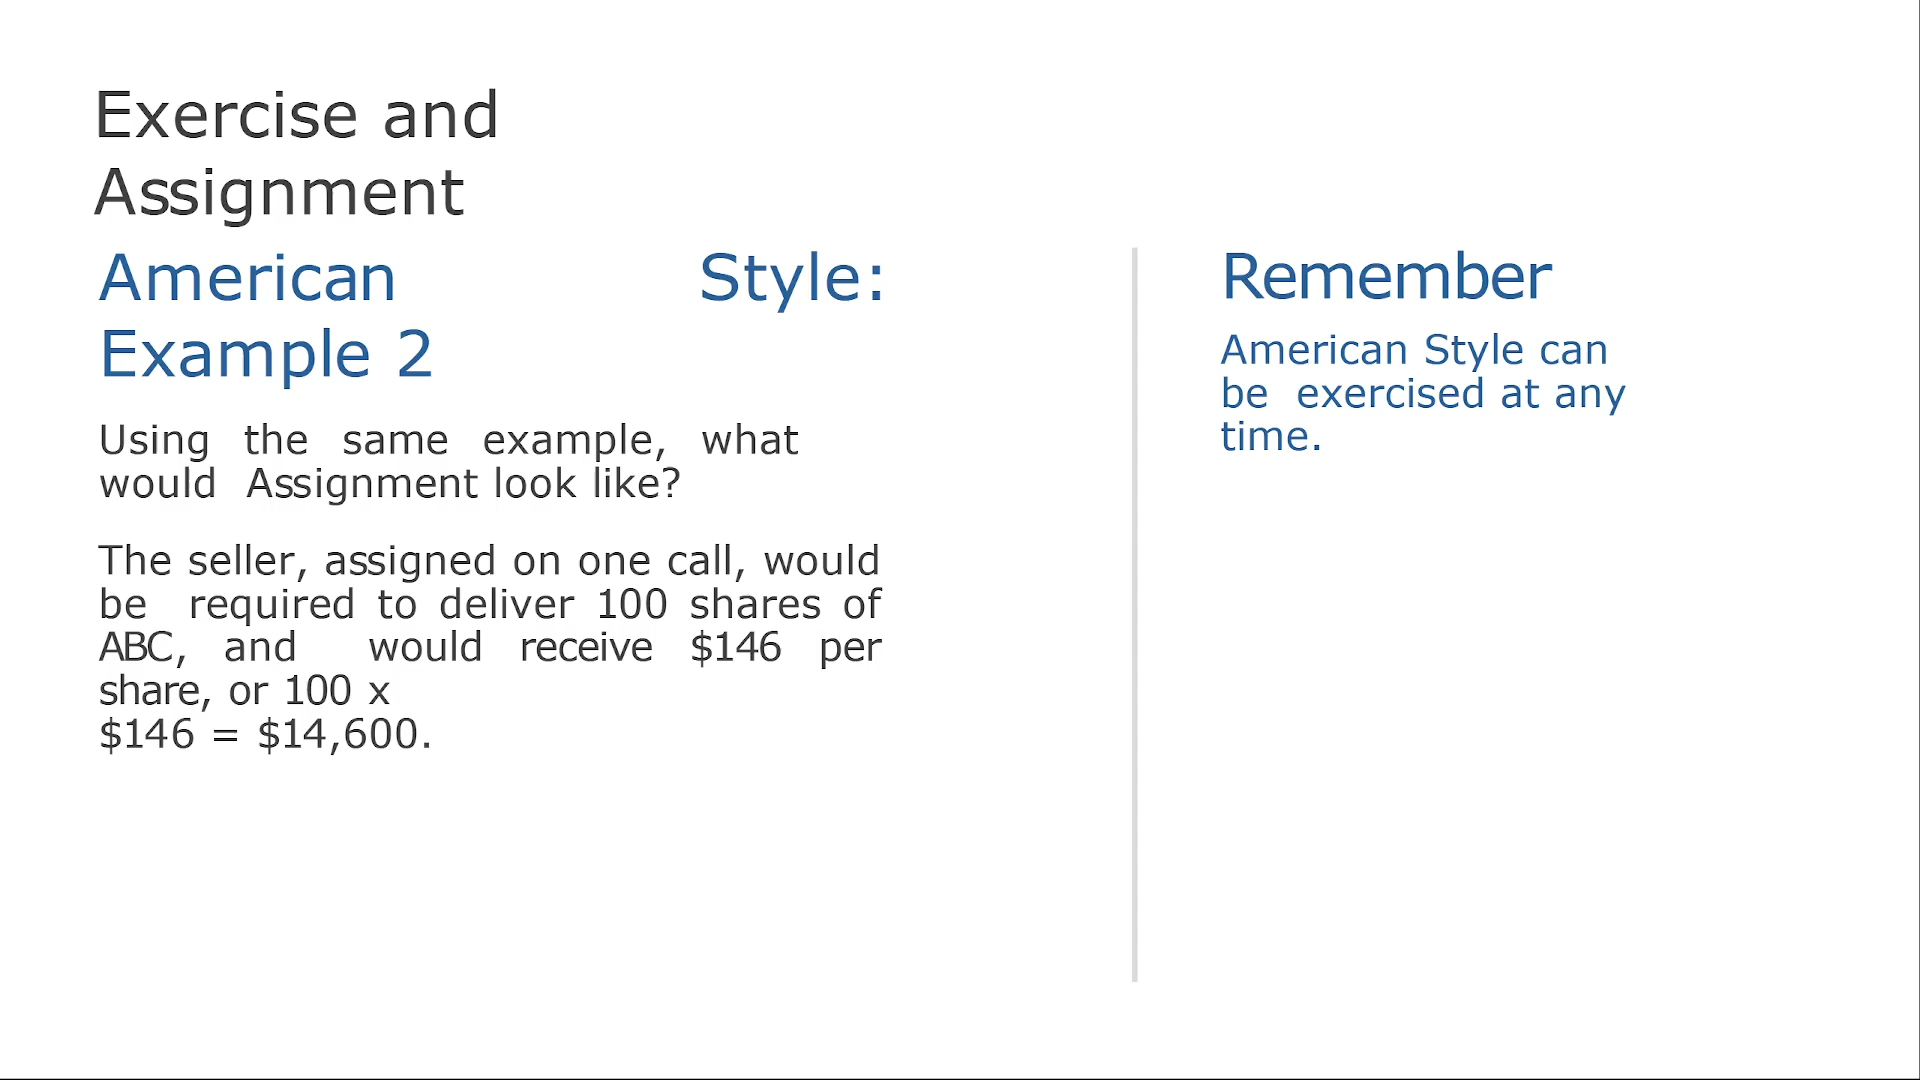 Exercise and
Assignment
American Style:
Example 2
Using the same example, what
would Assignment look like?
The seller, assigned on one call, would
be required to deliver 100 shares of
ABC, and would receive $146 per
share, or 100 x
$146 = $14,600.
Remember
American Style can
be exercised at any
time.